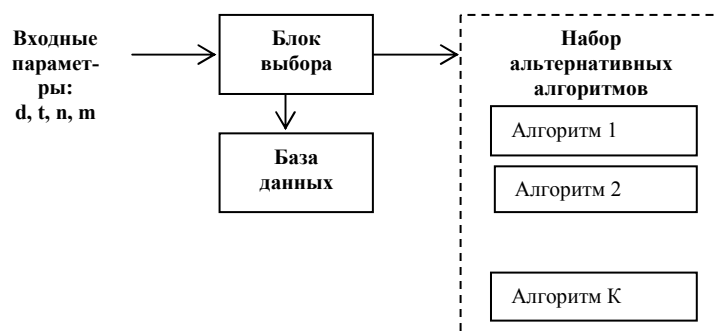 Входные
парамет-
ры:
d, t, n, m
Блок
выбора
База
данных
Набор
альтернативных
алгоритмов
Алгоритм 1
Алгоритм 2
Алгоритм К